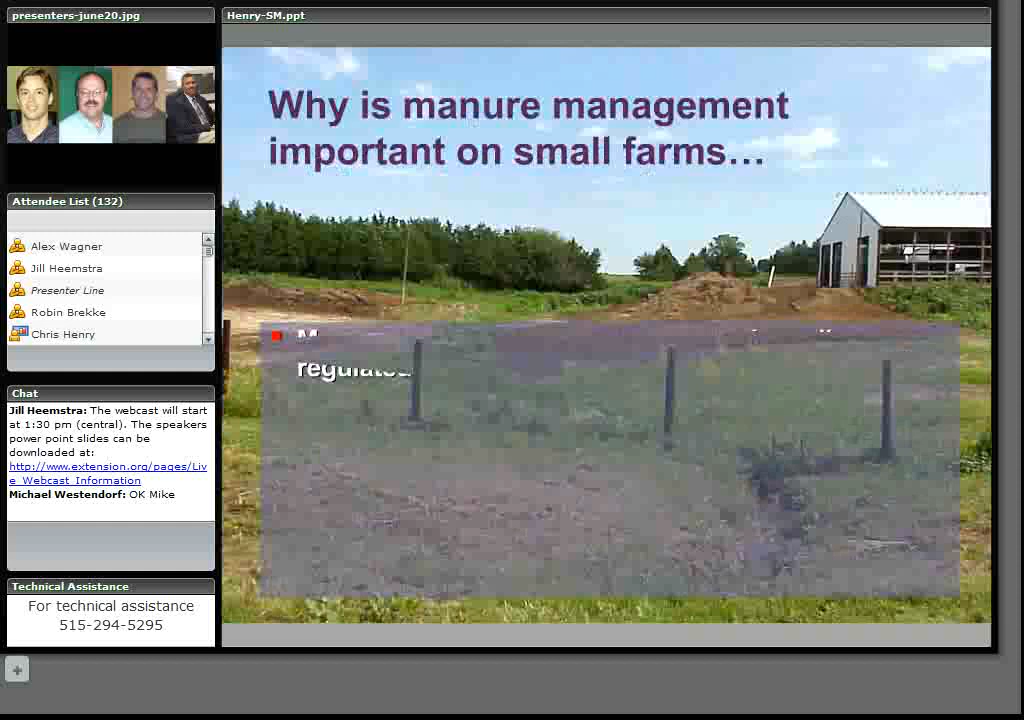 presenters-june20.jpg
Henry-SM.ppt
Why is manure management
important on small farms…
regulated
Attendee List (132)
Alex Wagner
Jill Heemstra
Presenter Line
Robin Brekke
Chris Henry
Chat
Jill Heemstra: The webcast will start
at 1:30 pm (central). The speakers
power point slides can be
downloaded at:
http://www.extension.org/pages/Liv
e_Webcast_Information
Michael Westendorf: OK Mike
Technical Assistance
For technical assistance
515-294-5295